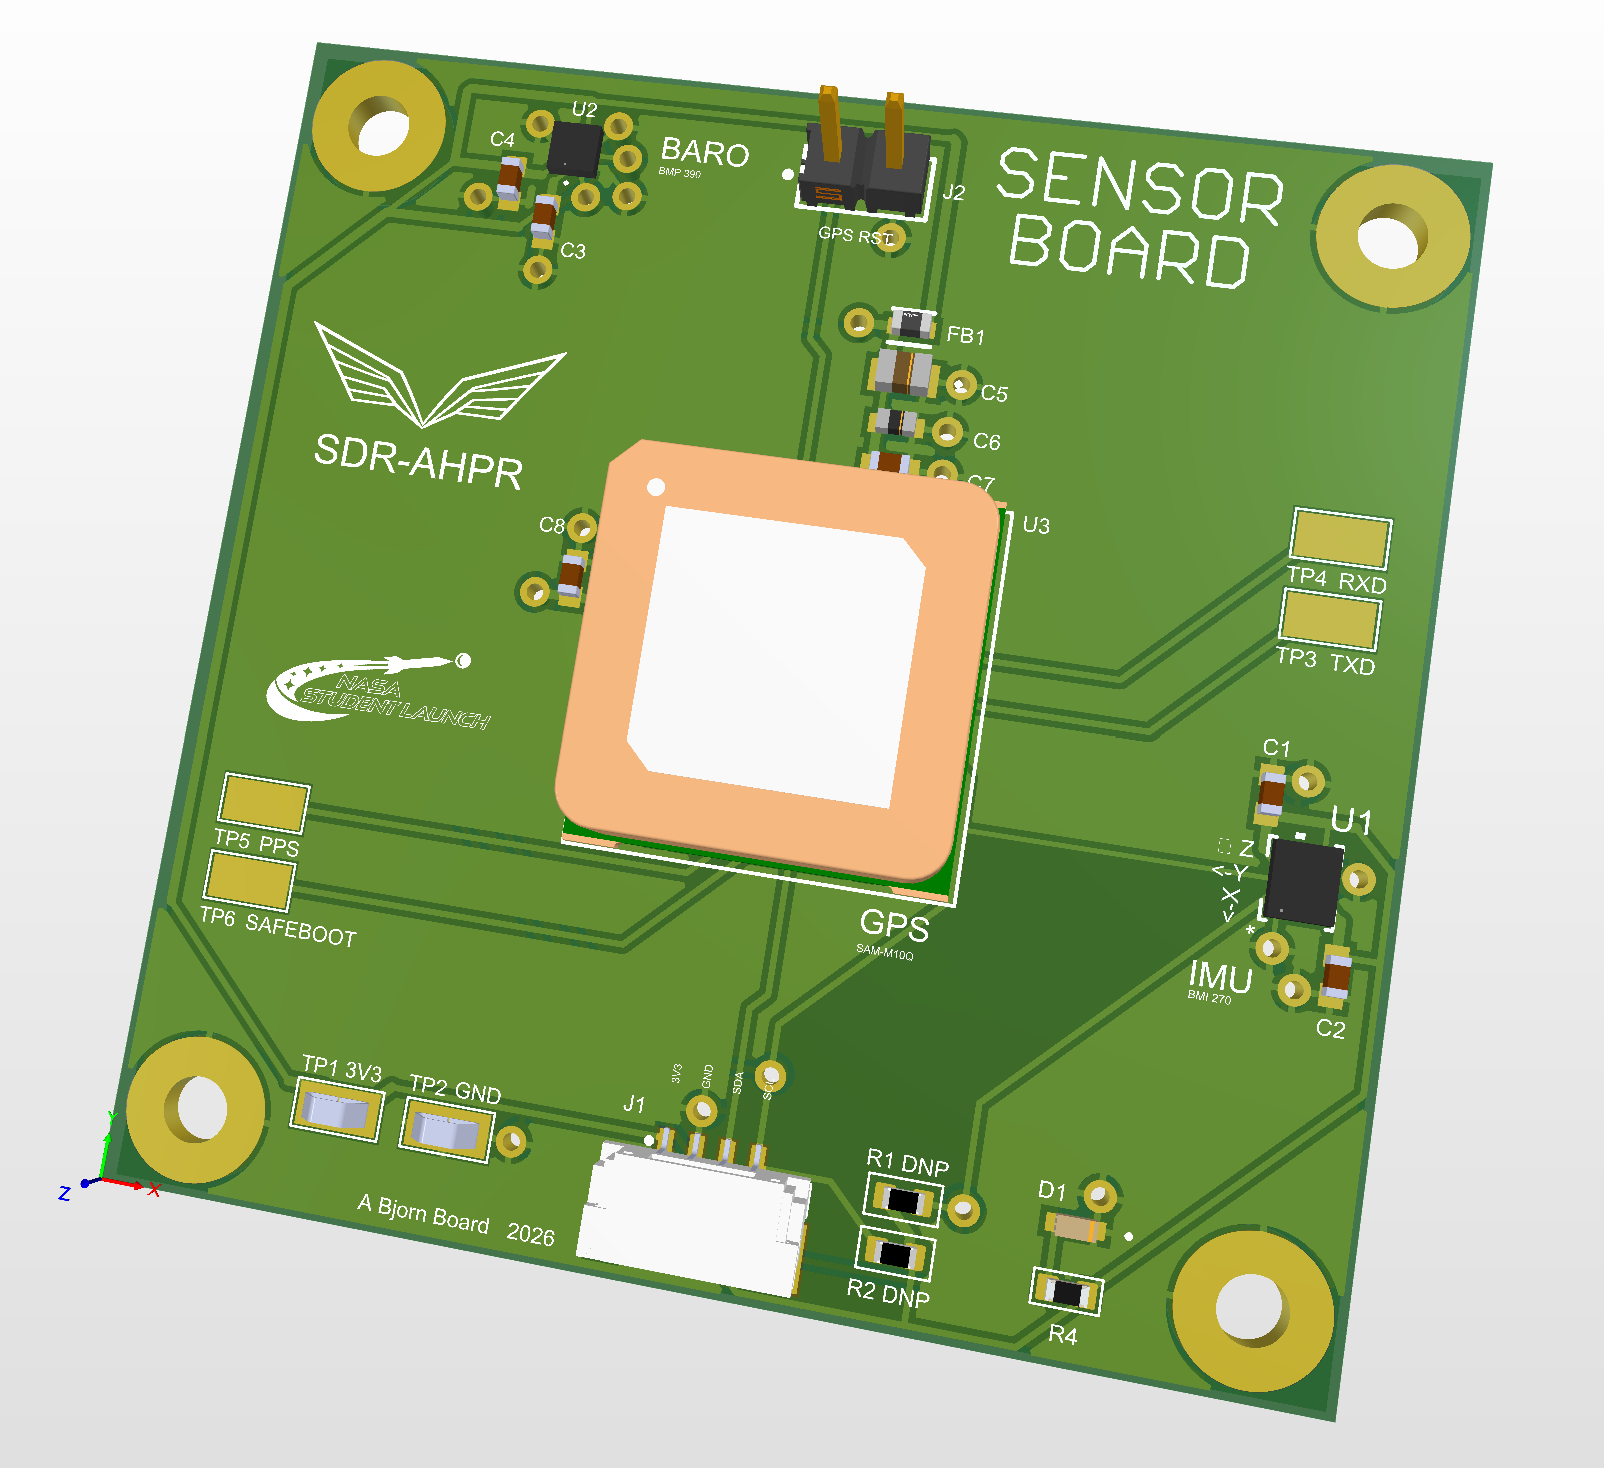 U2
C4
BARO
BMP 390
C3
J2
GPS RST
SENSOR
BOARD
FB1
C5
C6
C7
SDR-AHPR
C8
U3
TP4 RXD
TP3 TXD
NASA
STUDENT LAUNCH
C1
U1
Z
<-Y
<-X
*
IMU
BMI 270
C2
TP5 PPS
TP6 SAFEBOOT
GPS
SAM-M10Q
TP1 3V3
TP2 GND
J1
3V3
GND
SDA
SCL
R1 DNP
R2 DNP
D1
R4
A Bjorn Board 2026
Y
X
Z